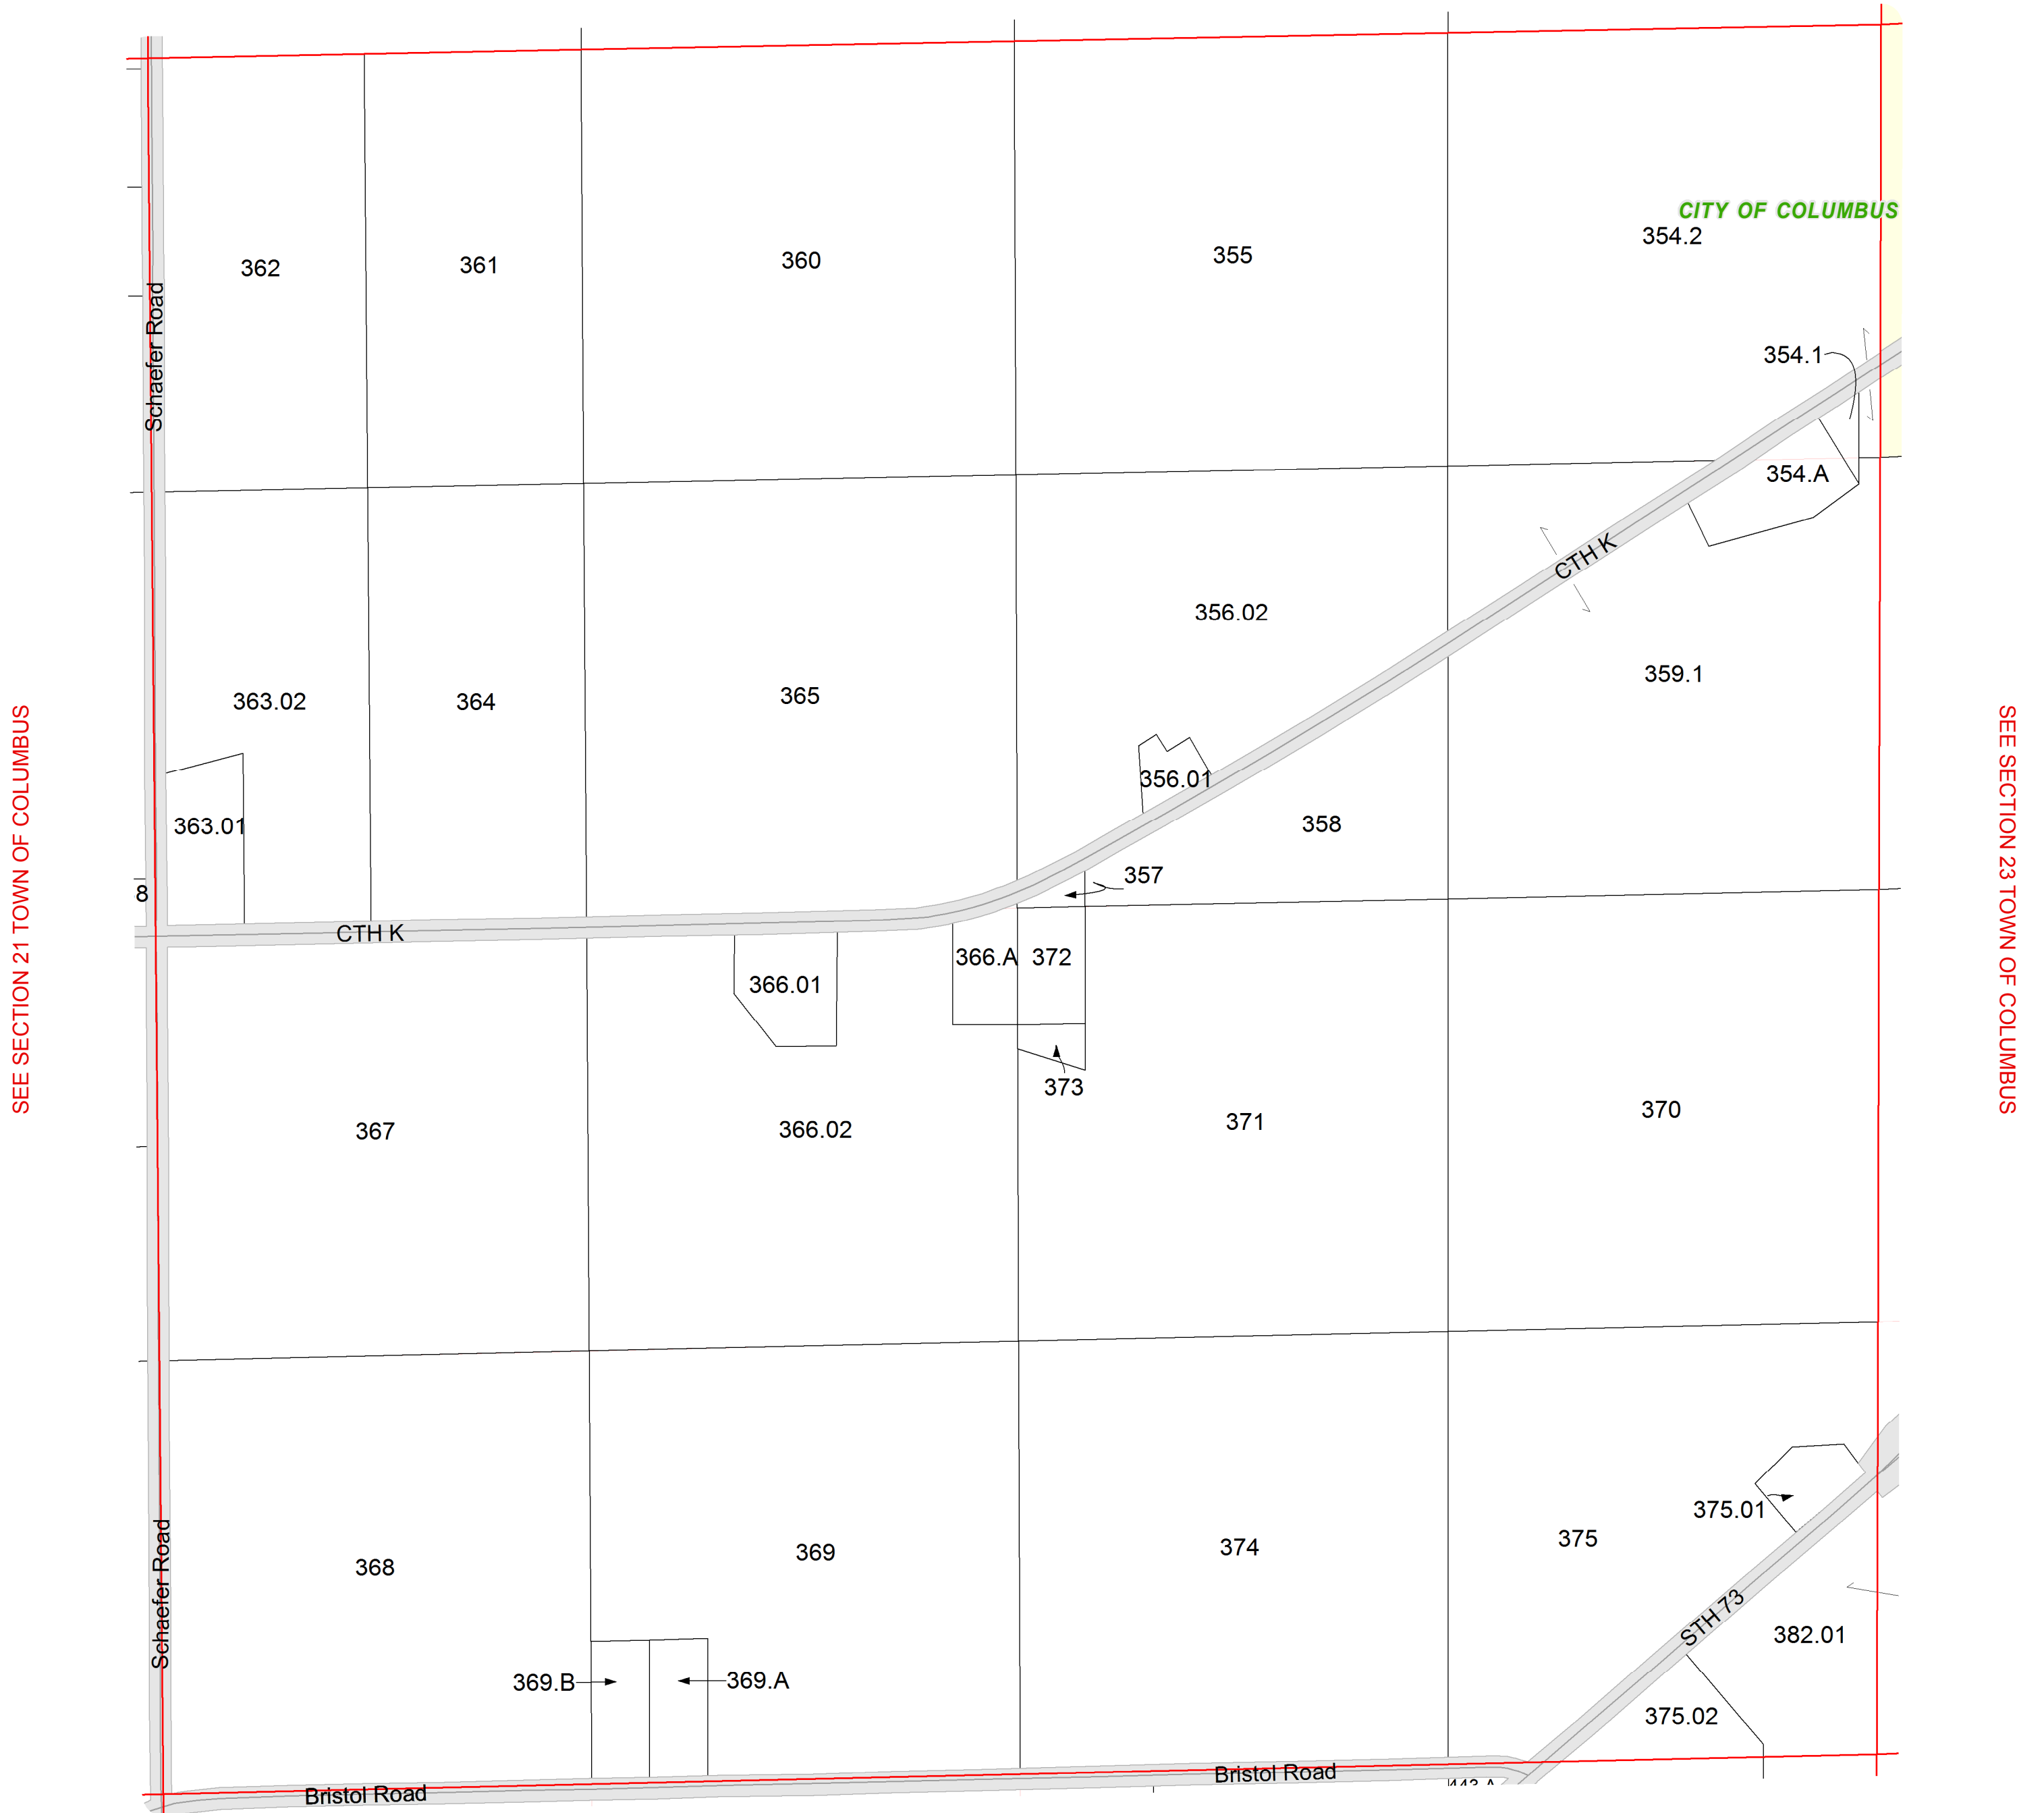 CITY OF COLUMBUS
354.2
355
360
361
362
Schaefer Road
354.1
354.A
CTH K
356.02
359.1
363.02
364
365
SEE SECTION 21 TOWN OF COLUMBUS
SEE SECTION 23 TOWN OF COLUMBUS
356.01
363.01
358
357
8
CTH K
366.A
372
366.01
373
367
366.02
371
370
375.01
375
374
369
368
Schaefer Road
STH 73
382.01
369.B
369.A
375.02
Bristol Road
Bristol Road
443.A